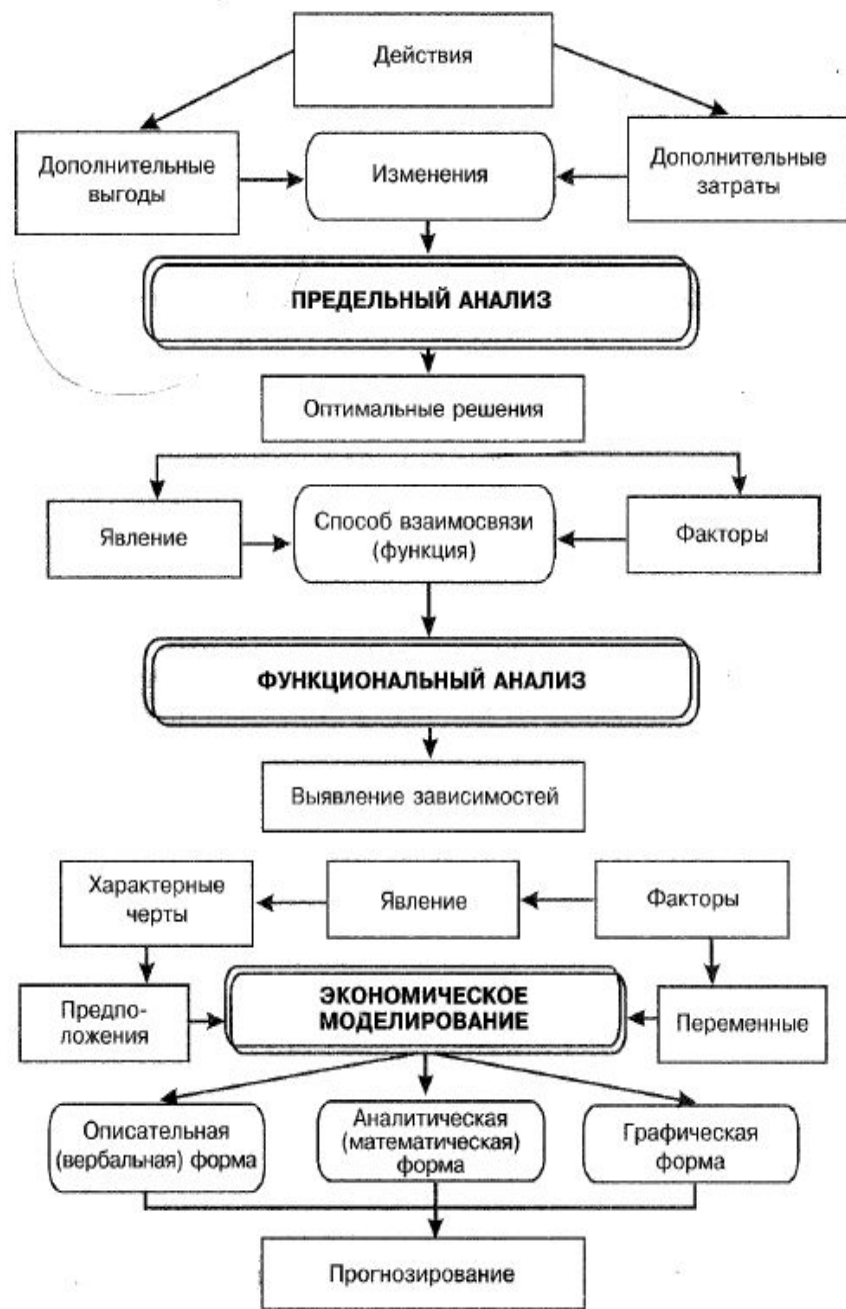 Действия
Дополнительные
выгоды
Изменения
Дополнительные
затраты
ПРЕДЕЛЬНЫЙ АНАЛИЗ
Оптимальные решения
Явление
Способ взаимосвязи
(функция)
Факторы
ФУНКЦИОНАЛЬНЫЙ АНАЛИЗ
Выявление зависимостей
Характерные
черты
Явление
Факторы
Предпо-
ложения
ЭКОНОМИЧЕСКОЕ
МОДЕЛИРОВАНИЕ
Переменные
Описательная
(вербальная) форма
Аналитическая
(математическая)
форма
Графическая
форма
Прогнозирование